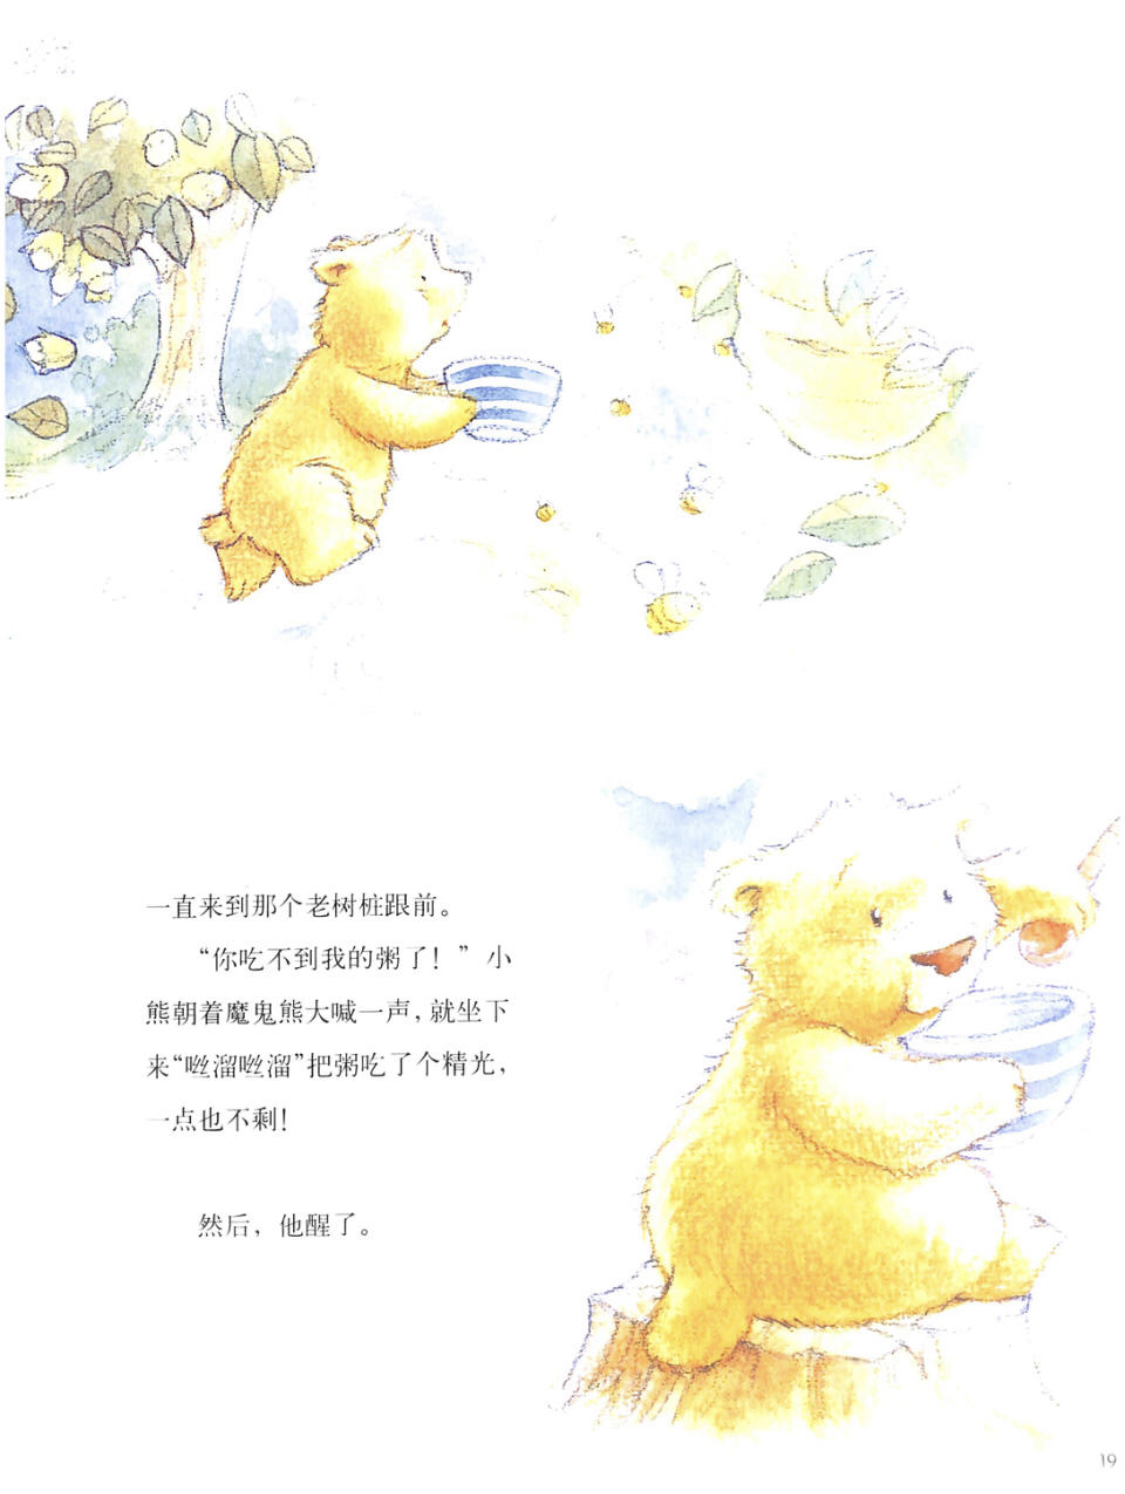 一直来到那个老树桩跟前。
“你吃不到我的粥了！”小
熊朝着魔鬼熊大喊一声，就坐下
来“咝溜咝溜”把粥吃了个精光，
一点也不剩！
然后，他醒了。
19